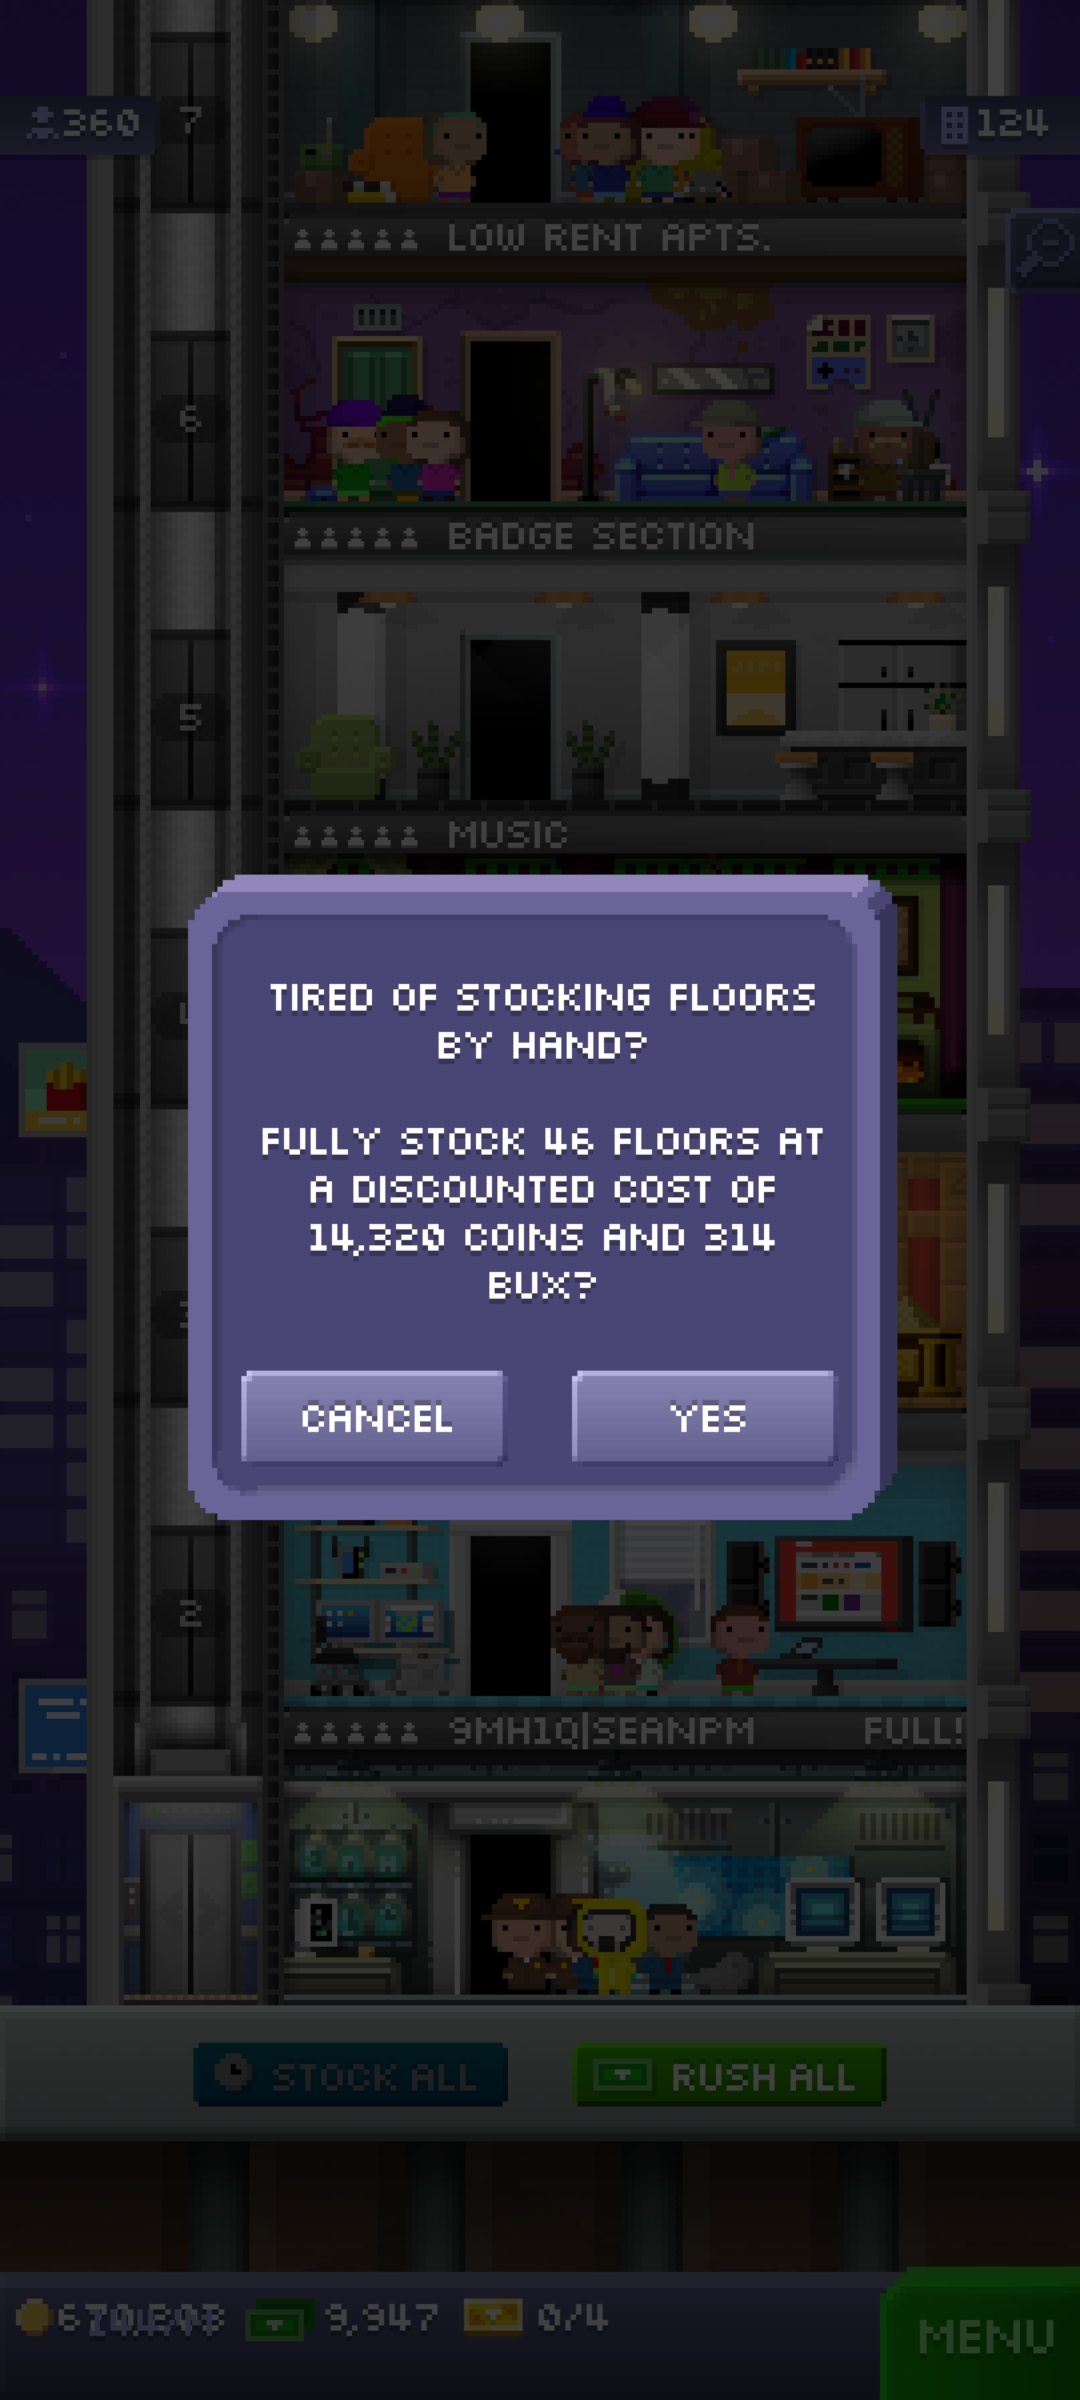 360
7
124
LOW RENT APTS.
6
BADGE SECTION
5
MUSIC
TIRED OF STOCKING FLOORS
BY HAND?
FULLY STOCK 46 FLOORS AT
A DISCOUNTED COST OF
14,320 COINS AND 314
BUX?
CANCEL
YES
2
9MH1Q|SEANPM
FULL!
STOCK ALL
RUSH ALL
9,947
0/4
MENU